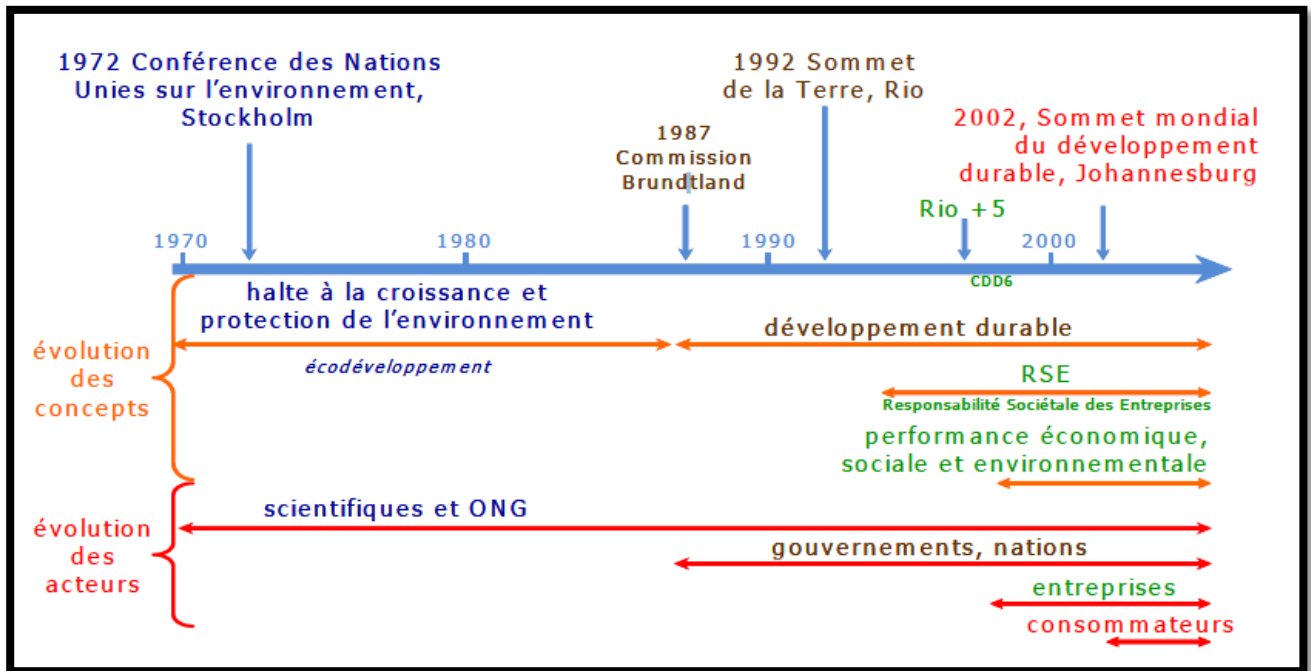 1972 Conférence des Nations
Unies sur l'environnement,
Stockholm
1987
Commission
Brundtland
1992 Sommet
de la Terre, Rio
2002, Sommet mondial
du développement
durable, Johannesburg
Rio +5
1970
1980
1990
2000
CDD6
évolution
des
concepts
halte à la croissance et
protection de l'environnement
écodéveloppement
développement durable
RSE
Responsabilité Sociétale des Entreprises
performance économique,
sociale et environnementale
évolution
des
acteurs
scientifiques et ONG
gouvernements, nations
entreprises
consommateurs